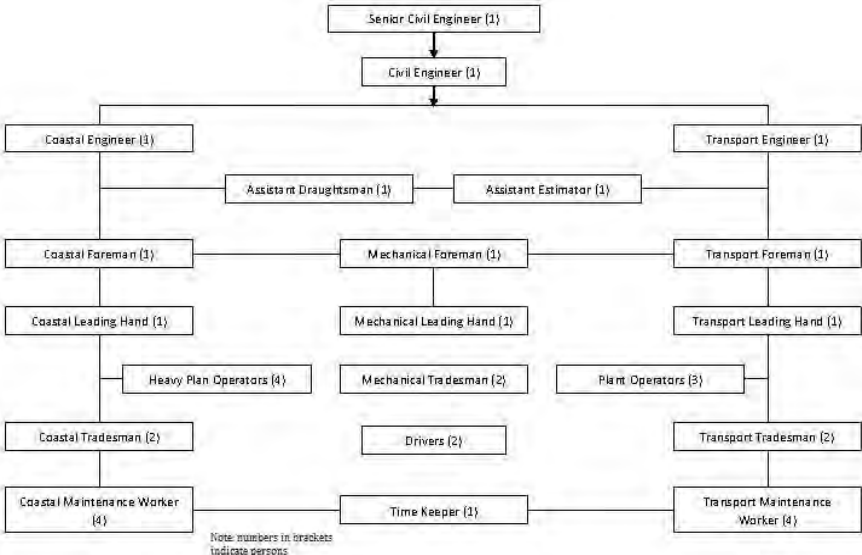 Senior Civil Engineer (1)
Civil Engineer (1)
Coastal Engineer (1)
Transport Engineer (1)
Assistant Draughtsman (1)
Assistant Estimator (1)
Coastal Foreman (1)
Mechanical Foreman (1)
Transport Foreman (1)
Coastal Leading Hand (1)
Mechanical Leading Hand (1)
Transport Leading Hand (1)
Heavy Plan Operators (4)
Mechanical Tradesman (2)
Plant Operators (3)
Coastal Tradesman (2)
Drivers (2)
Transport Tradesman (2)
Coastal Maintenance Worker
(4)
Time Keeper (1)
Transport Maintenance
Worker (4)
Note: numbers in brackets
indicate persons